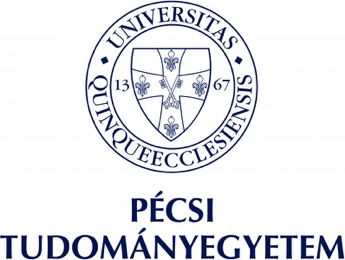 UNIVERSITAS
QUINQUEECCLESIENSIS
13 67
PÉCSI
TUDOMÁNYEGYETEM